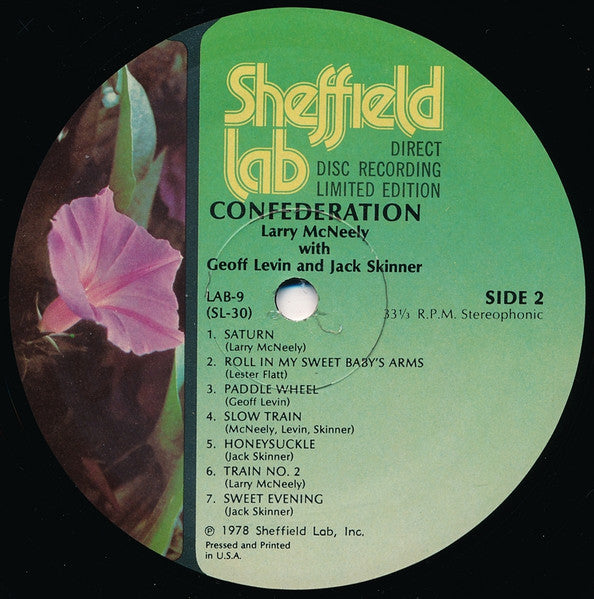 Sheffield
Lab
DIRECT
DISC RECORDING
LIMITED EDITION
CONFEDERATION
Larry McNeely
with
Geoff Levin and Jack Skinner
LAB-9
(SL-30)
SIDE 2
33⅓ R.P.M. Stereophonic
1. SATURN
(Larry McNeely)
2. ROLL IN MY SWEET BABY'S ARMS
(Lester Flatt)
3. PADDLE WHEEL
(Geoff Levin)
4. SLOW TRAIN
(McNeely, Levin, Skinner)
5. HONEYSUCKLE
(Jack Skinner)
6. TRAIN NO. 2
(Larry McNeely)
7. SWEET EVENING
(Jack Skinner)
℗ 1978 Sheffield Lab, Inc.
Pressed and Printed
in U.S.A.